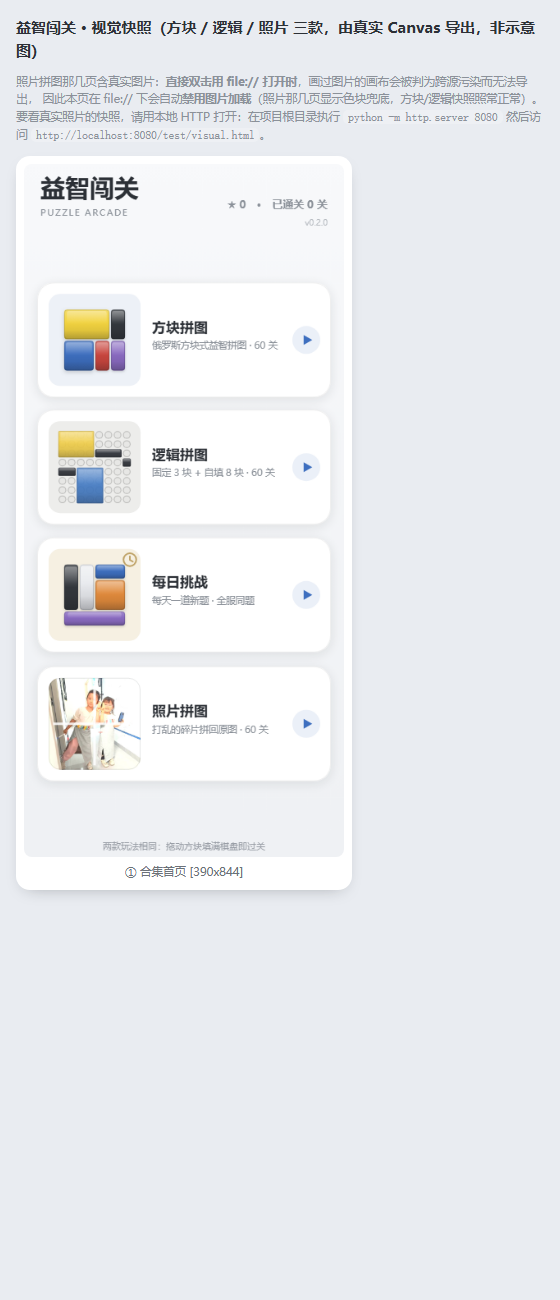 益智闯关 • 视觉快照（方块 / 逻辑 / 照片 三款，由真实 Canvas 导出，非示意
图）
照片拼图那几页含真实图片：直接双击用 file:// 打开时，画过图片的画布会被判为跨源污染而无法导
出， 因此本页在 file:// 下会自动禁用图片加载（照片那几页显示色块兜底，方块/逻辑快照照常正常）。
要看真实照片的快照，请用本地 HTTP 打开：在项目根目录执行 python -m http.server 8080 然后访
问 http://localhost:8080/test/visual.html 。
益智闯关
PUZZLE ARCADE
★ 0 • 已通关 0 关
v0.2.0
方块拼图
俄罗斯方块式益智拼图 · 60 关
逻辑拼图
固定 3 块 + 自填 8 块 · 60 关
每日挑战
每天一道新题 · 全服同题
照片拼图
打乱的碎片拼回原图 · 60 关
两款玩法相同：拖动方块填满棋盘即过关
① 合集首页 [390x844]